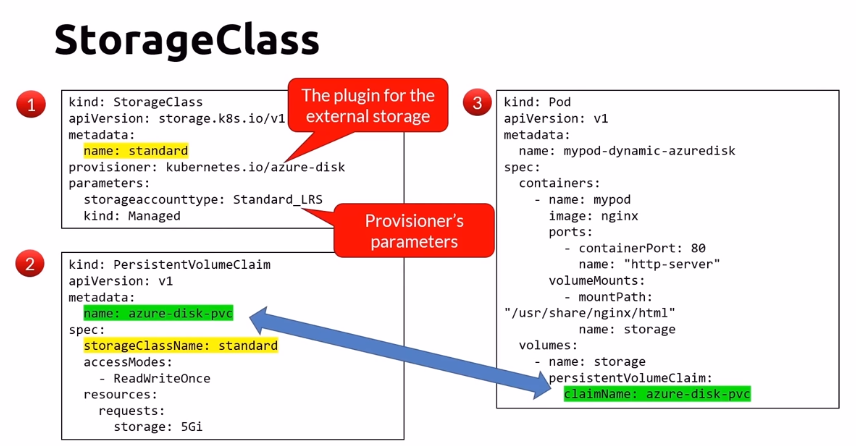 StorageClass
1
kind: StorageClass
apiVersion: storage.k8s.io/v1
metadata:
name: standard
provisioner: kubernetes.io/azure-disk
parameters:
storageaccounttype: Standard_LRS
kind: Managed
The plugin for the
external storage
Provisioner's
parameters
2
kind: PersistentVolumeClaim
apiVersion: v1
metadata:
name: azure-disk-pvc
spec:
storageClassName: standard
accessModes:
- ReadWriteOnce
resources:
requests:
storage: 5Gi
3
kind: Pod
apiVersion: v1
metadata:
name: mypod-dynamic-azuredisk
spec:
containers:
- name: mypod
image: nginx
ports:
- containerPort: 80
name: "http-server"
volumeMounts:
- mountPath:
"/usr/share/nginx/html"
name: storage
volumes:
- name: storage
persistentVolumeClaim:
claimName: azure-disk-pvc